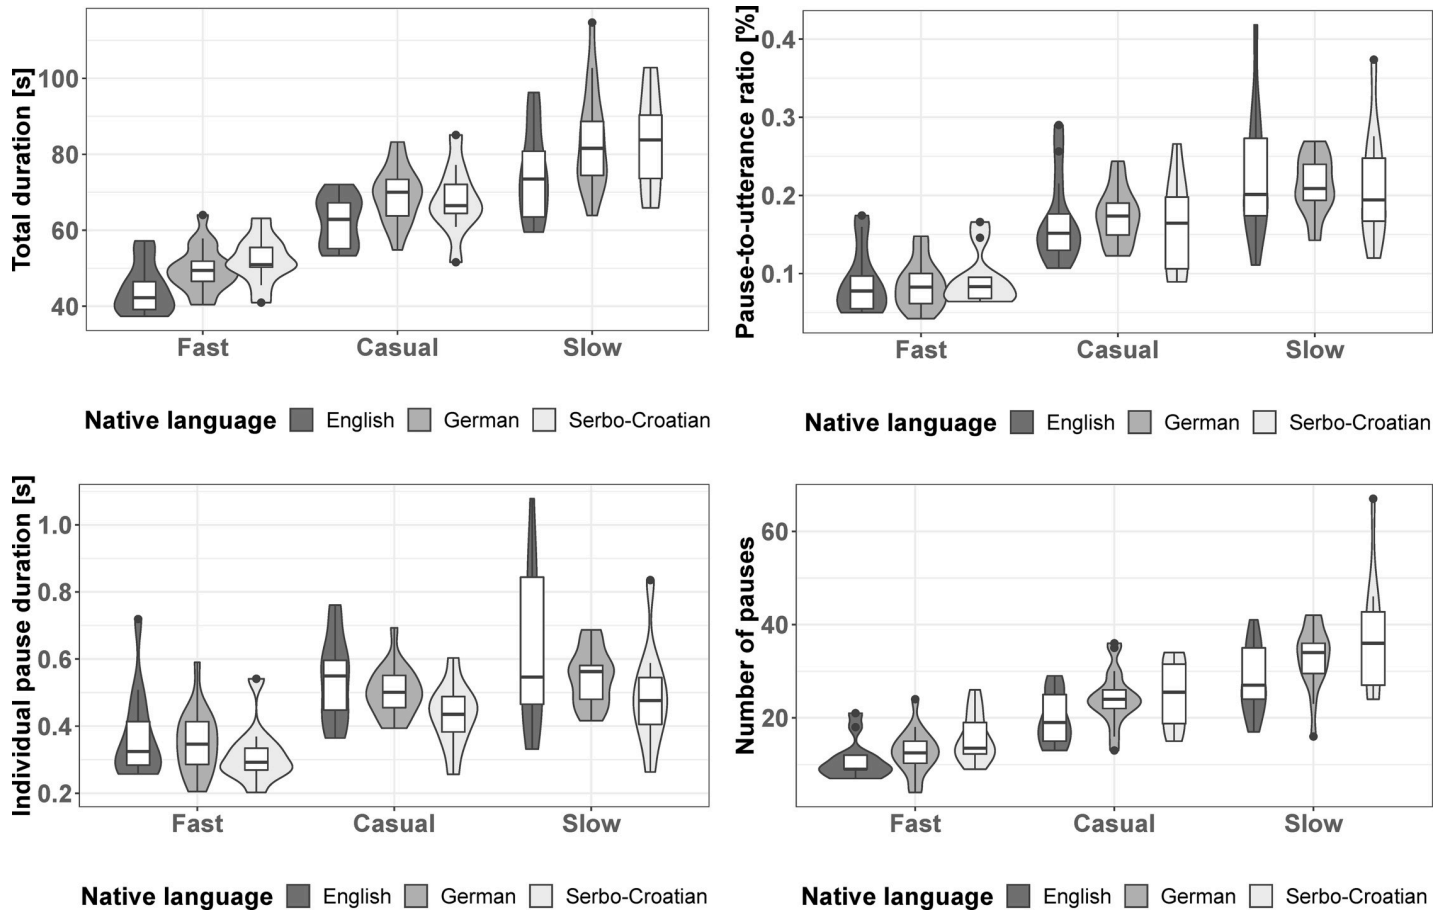 Total duration [s]
100
80
60
40
Fast Casual Slow
Native language English German Serbo-Croatian
Pause-to-utterance ratio [%]
0.4
0.3
0.2
0.1
Fast Casual Slow
Native language English German Serbo-Croatian
Individual pause duration [s]
1.0
0.8
0.6
0.4
0.2
Fast Casual Slow
Native language English German Serbo-Croatian
Number of pauses
60
40
20
Fast Casual Slow
Native language English German Serbo-Croatian